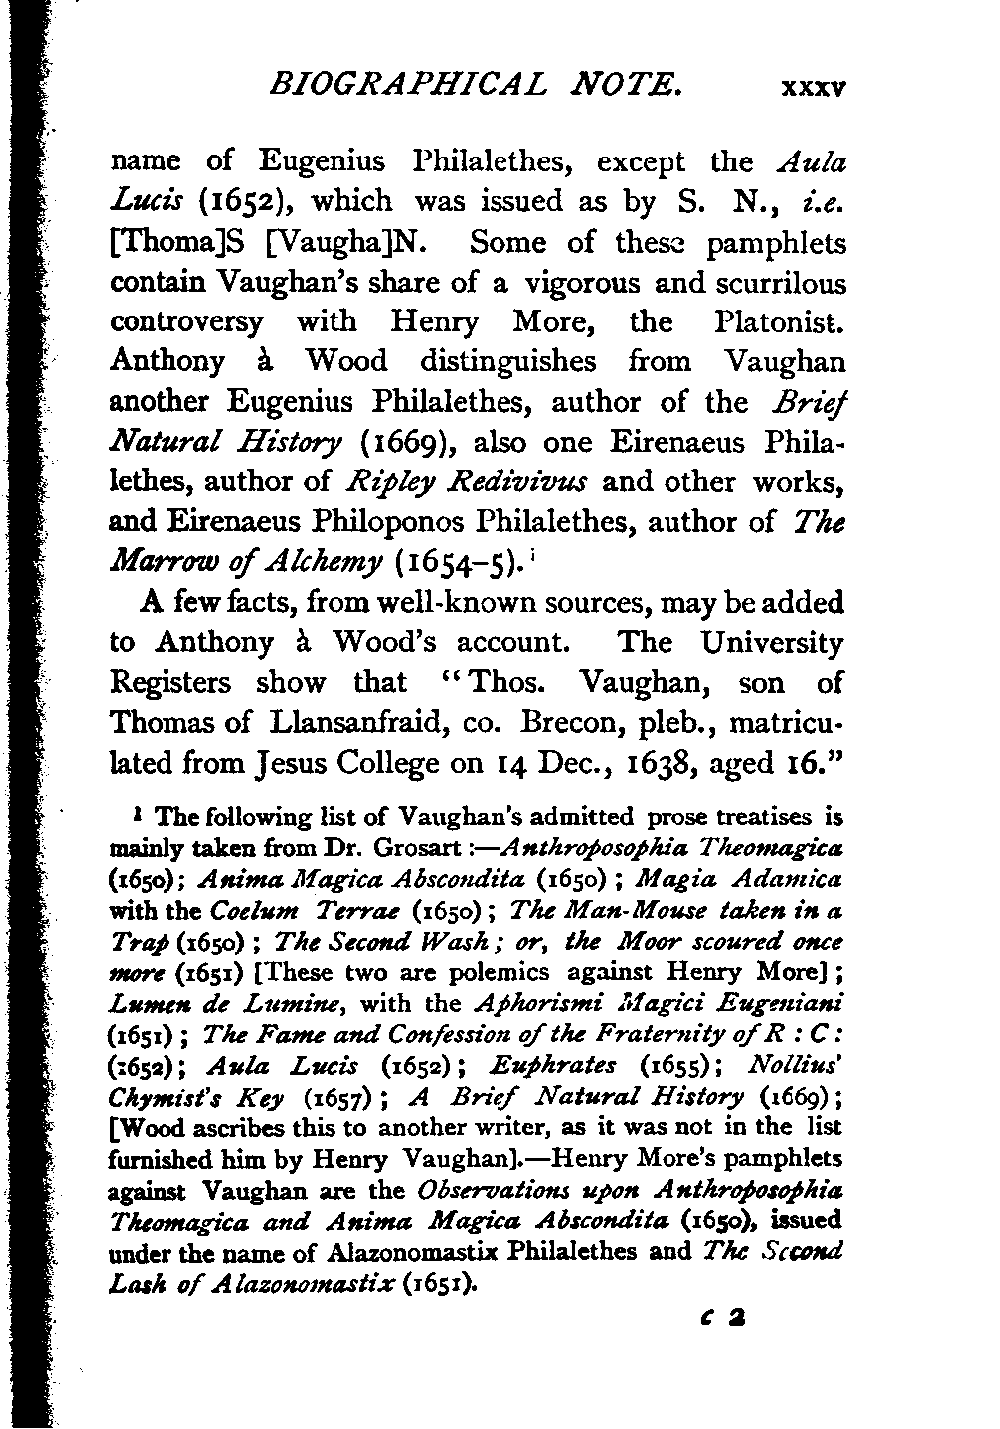 BIOGRAPHICAL NOTE. xxxv
name of Eugenius Philalethes, except the Aula
Lucis (1652), which was issued as by S. N., i.e.
[Thoma]S [Vaugha]N. Some of these pamphlets
contain Vaughan's share of a vigorous and scurrilous
controversy with Henry More, the Platonist.
Anthony à Wood distinguishes from Vaughan
another Eugenius Philalethes, author of the Brief
Natural History (1669), also one Eirenaeus Phila-
lethes, author of Ripley Redivivus and other works,
and Eirenaeus Philoponos Philalethes, author of The
Marrow of Alchemy (1654–5).¹
A few facts, from well-known sources, may be added
to Anthony à Wood's account. The University
Registers show that "Thos. Vaughan, son of
Thomas of Llansanfraid, co. Brecon, pleb., matricu-
lated from Jesus College on 14 Dec., 1638, aged 16."
¹ The following list of Vaughan's admitted prose treatises is
mainly taken from Dr. Grosart :—Anthroposophia Theomagica
(1650); Anima Magica Abscondita (1650) ; Magia Adamica
with the Coelum Terrae (1650) ; The Man-Mouse taken in a
Trap (1650) ; The Second Wash ; or, the Moor scoured once
more (1651) [These two are polemics against Henry More] ;
Lumen de Lumine, with the Aphorismi Magici Eugeniani
(1651) ; The Fame and Confession of the Fraternity of R : C :
(1652); Aula Lucis (1652) ; Euphrates (1655); Nollius'
Chymist's Key (1657) ; A Brief Natural History (1669) ;
[Wood ascribes this to another writer, as it was not in the list
furnished him by Henry Vaughan].—Henry More's pamphlets
against Vaughan are the Observations upon Anthroposophia
Theomagica and Anima Magica Abscondita (1650), issued
under the name of Alazonomastix Philalethes and The Second
Lash of Alazonomastix (1651).
c 2